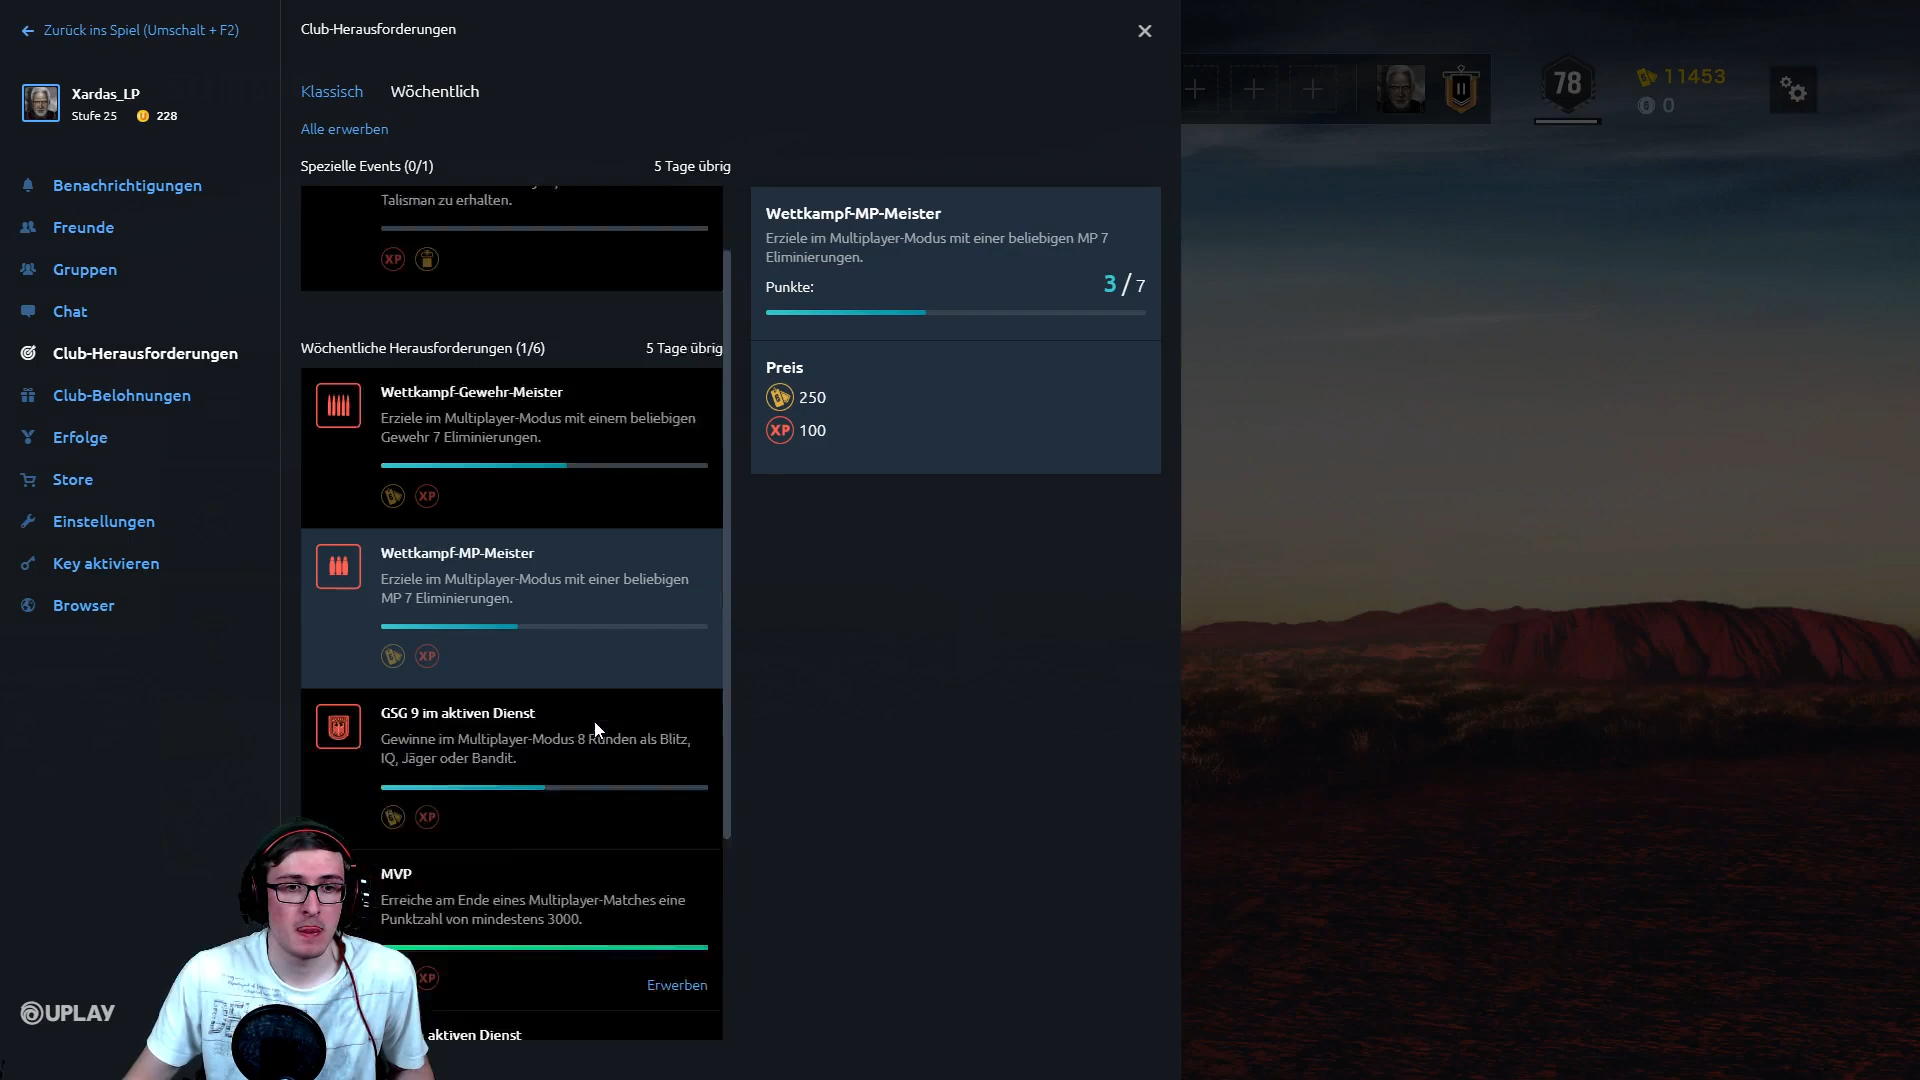 Zurück ins Spiel (Umschalt + F2)
Xardas_LP
Stufe 25 228
Benachrichtigungen
Freunde
Gruppen
Chat
Club-Herausforderungen
Club-Belohnungen
Erfolge
Store
Einstellungen
Key aktivieren
Browser
UPLAY
Club-Herausforderungen
Klassisch Wöchentlich
Alle erwerben
Spezielle Events (0/1) 5 Tage übrig
Talisman zu erhalten.
XP
Wöchentliche Herausforderungen (1/6) 5 Tage übrig
Wettkampf-Gewehr-Meister
Erziele im Multiplayer-Modus mit einem beliebigen
Gewehr 7 Eliminierungen.
XP
Wettkampf-MP-Meister
Erziele im Multiplayer-Modus mit einer beliebigen
MP 7 Eliminierungen.
XP
GSG 9 im aktiven Dienst
Gewinne im Multiplayer-Modus 8 Runden als Blitz,
IQ, Jäger oder Bandit.
XP
MVP
Erreiche am Ende eines Multiplayer-Matches eine
Punktzahl von mindestens 3000.
XP
Erwerben
aktiven Dienst
Wettkampf-MP-Meister
Erziele im Multiplayer-Modus mit einer beliebigen MP 7
Eliminierungen.
Punkte: 3 / 7
Preis
250
XP 100
II
78
11453
0